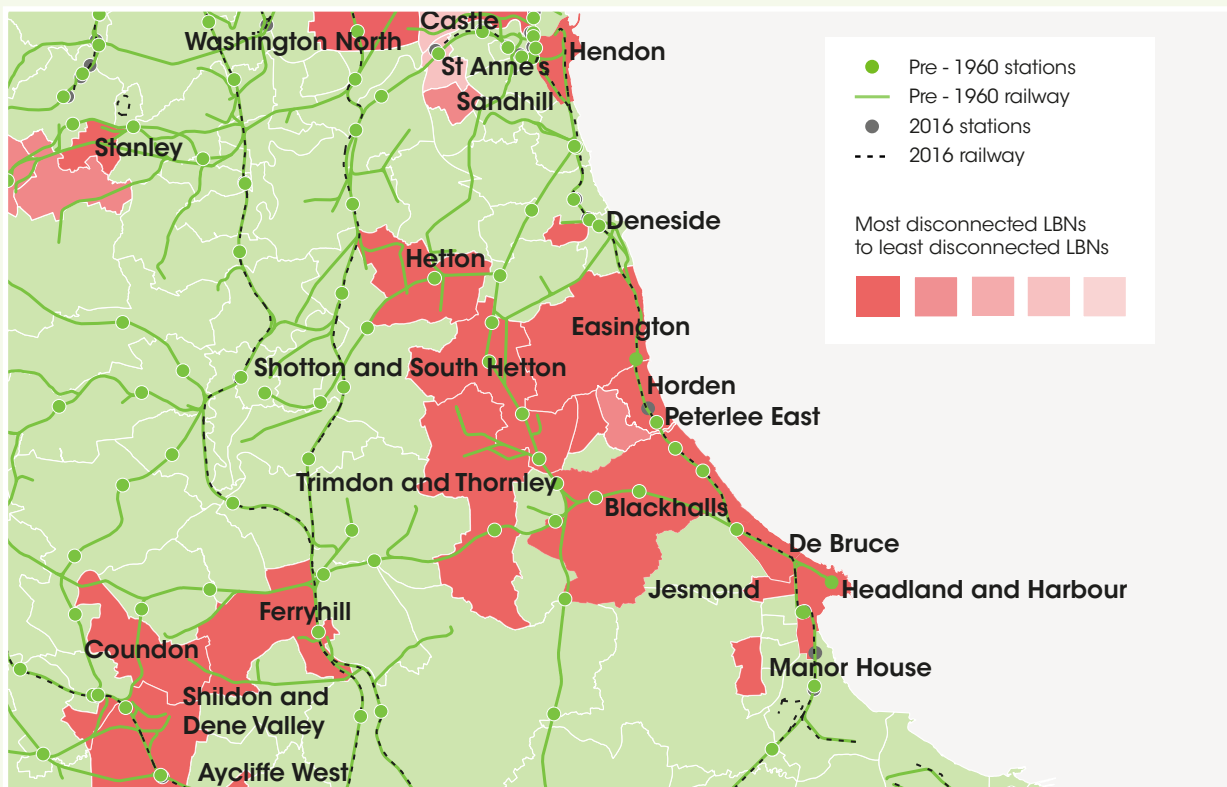 Castle
Washington North
Hendon
St Anne's
Sandhill
Stanley
Deneside
Hetton
Easington
Shotton and South Hetton
Horden
Peterlee East
Trimdon and Thornley
Blackhalls
De Bruce
Jesmond
Headland and Harbour
Ferryhill
Coundon
Manor House
Shildon and
Dene Valley
Aycliffe West
Pre - 1960 stations
Pre - 1960 railway
2016 stations
2016 railway
Most disconnected LBNs
to least disconnected LBNs